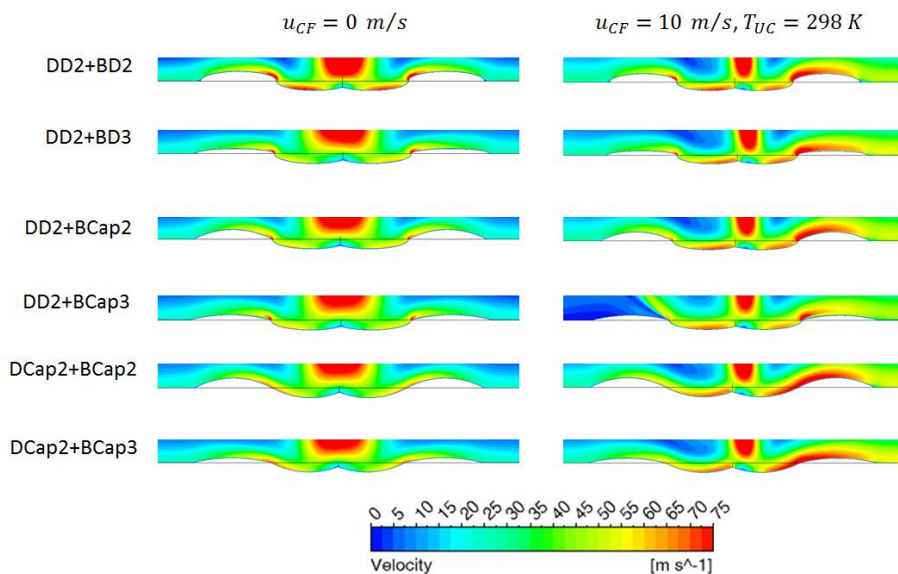 u_CF = 0 m/s
u_CF = 10 m/s, T_UC = 298 K
DD2+BD2
DD2+BD3
DD2+BCap2
DD2+BCap3
DCap2+BCap2
DCap2+BCap3
0 5 10 15 20 25 30 35 40 45 50 55 60 65 70 75
Velocity [m s^-1]